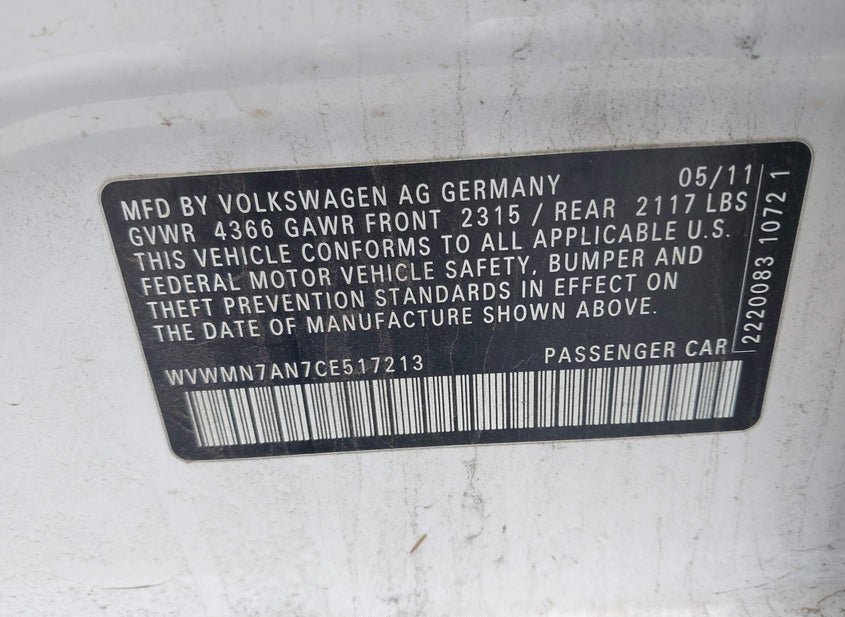 MFD BY VOLKSWAGEN AG GERMANY 05/11
GVWR 4366 GAWR FRONT 2315 / REAR 2117 LBS
THIS VEHICLE CONFORMS TO ALL APPLICABLE U.S.
FEDERAL MOTOR VEHICLE SAFETY, BUMPER AND
THEFT PREVENTION STANDARDS IN EFFECT ON
THE DATE OF MANUFACTURE SHOWN ABOVE.
WVWMN7AN7CE517213 PASSENGER CAR
2220083 1072 1